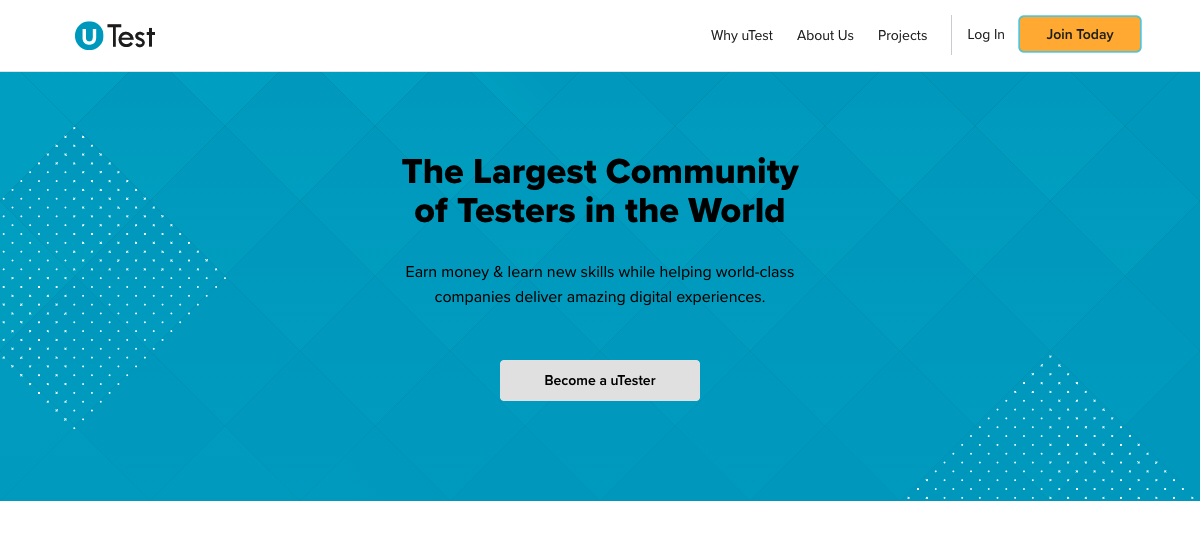 uTest
Why uTest
About Us
Projects
Log In
Join Today
The Largest Community
of Testers in the World
Earn money & learn new skills while helping world-class
companies deliver amazing digital experiences.
Become a uTester